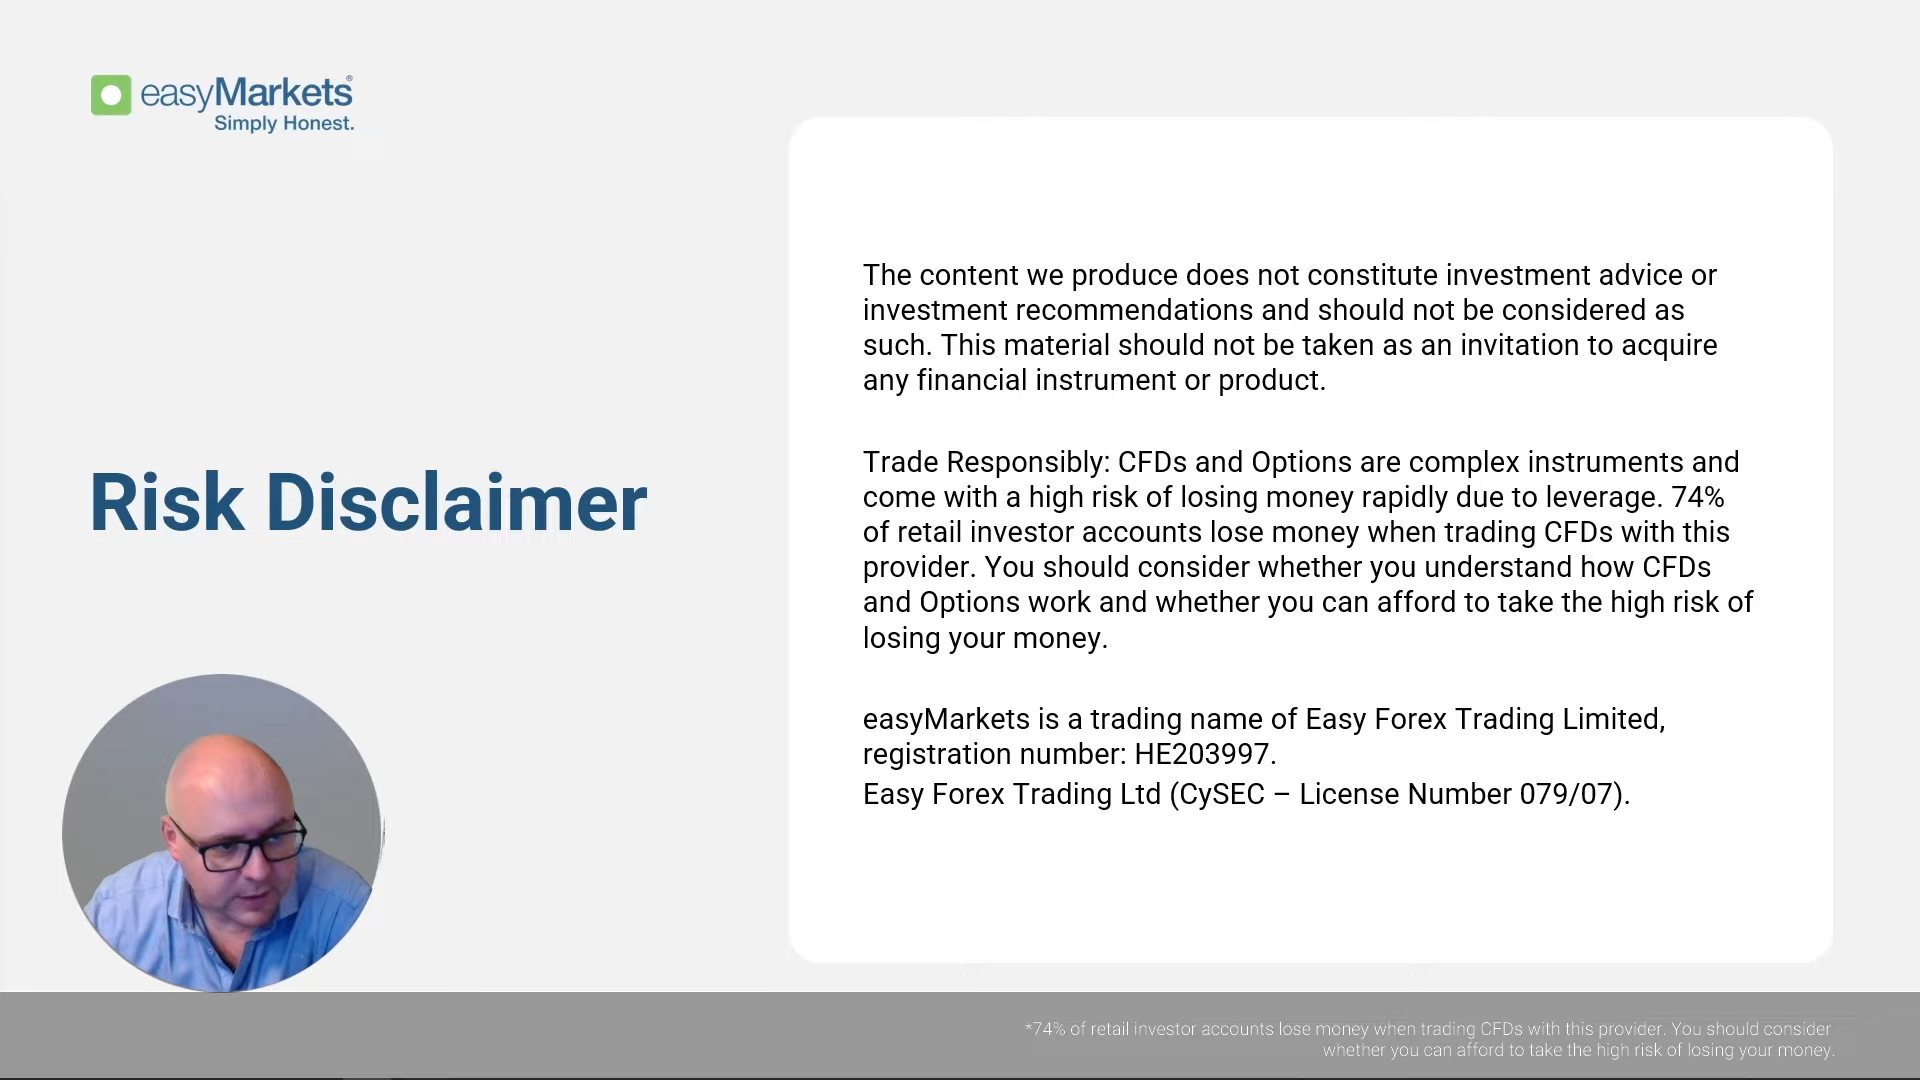 easyMarkets®
Simply Honest.
Risk Disclaimer
The content we produce does not constitute investment advice or
investment recommendations and should not be considered as
such. This material should not be taken as an invitation to acquire
any financial instrument or product.
Trade Responsibly: CFDs and Options are complex instruments and
come with a high risk of losing money rapidly due to leverage. 74%
of retail investor accounts lose money when trading CFDs with this
provider. You should consider whether you understand how CFDs
and Options work and whether you can afford to take the high risk of
losing your money.
easyMarkets is a trading name of Easy Forex Trading Limited,
registration number: HE203997.
Easy Forex Trading Ltd (CySEC – License Number 079/07).
*74% of retail investor accounts lose money when trading CFDs with this provider. You should consider
whether you can afford to take the high risk of losing your money.